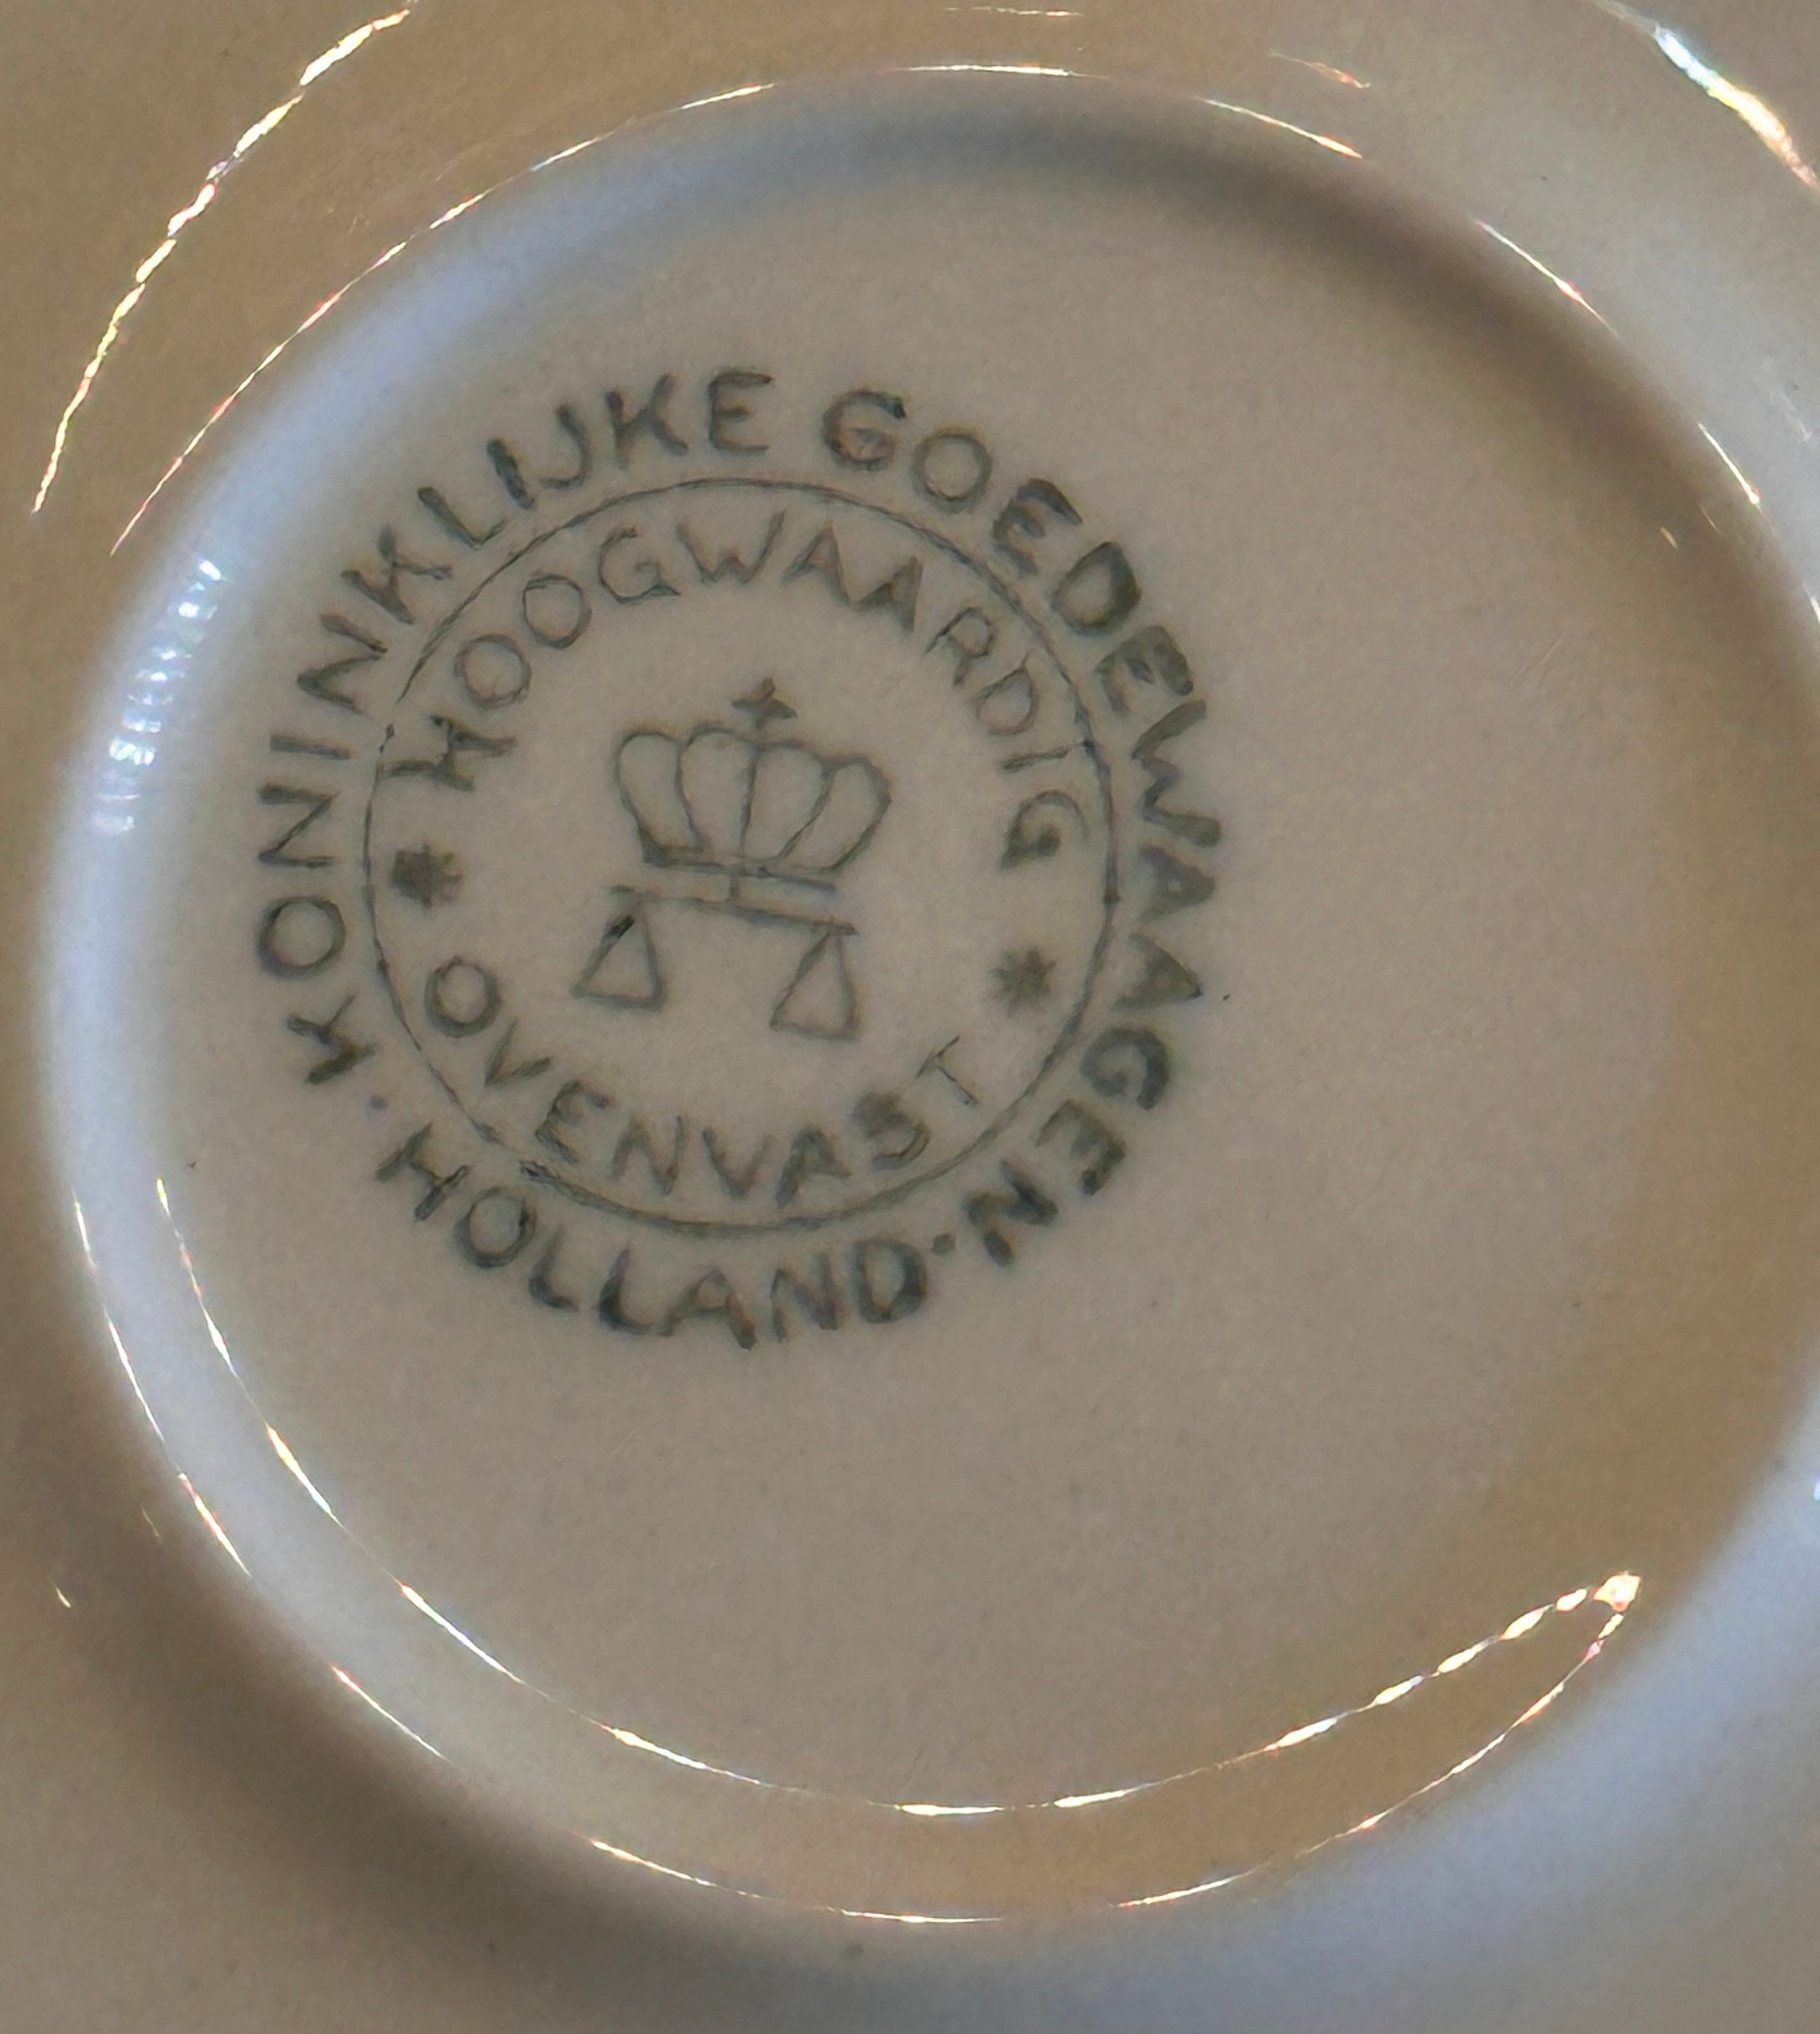 KONINKLIJKE GOEDEWAAGEN.
HOLLAND.
HOOGWAARDIG
OVENVAST